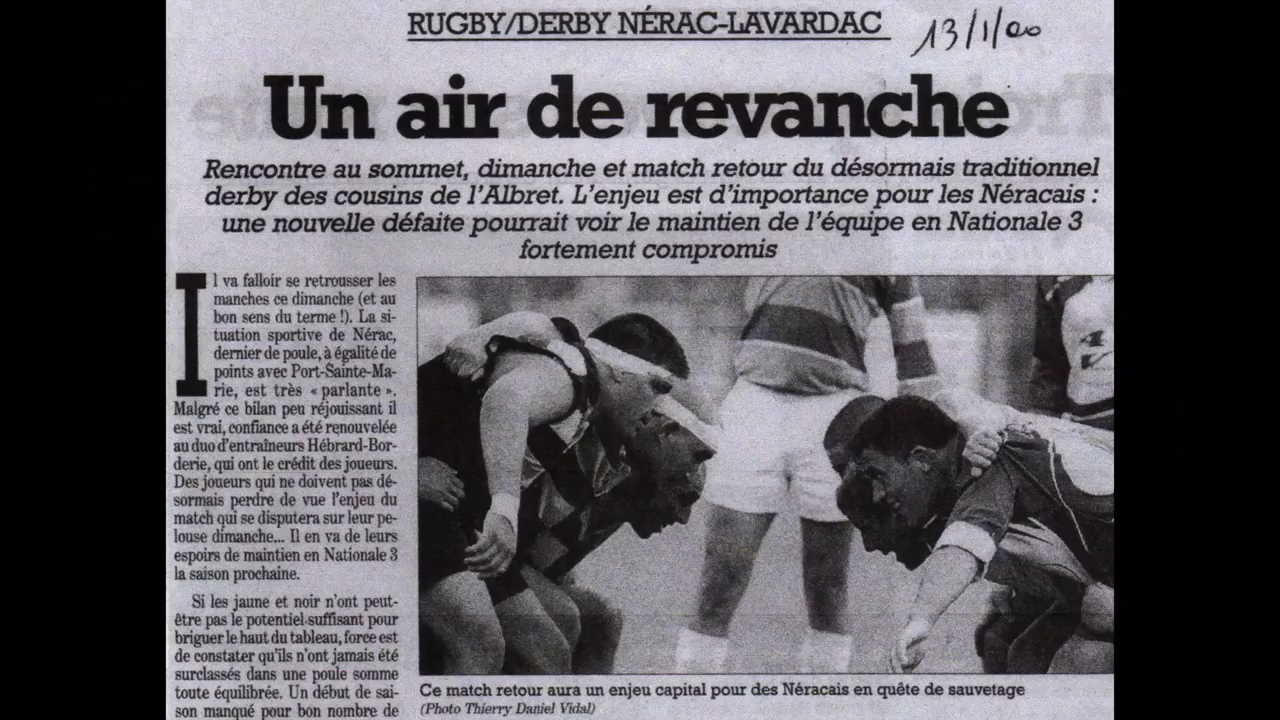 RUGBY/DERBY NÉRAC-LAVARDAC
13/1/00
Un air de revanche
Rencontre au sommet, dimanche et match retour du désormais traditionnel
derby des cousins de l'Albret. L'enjeu est d'importance pour les Néracais :
une nouvelle défaite pourrait voir le maintien de l'équipe en Nationale 3
fortement compromis
Il va falloir se retrousser les
manches ce dimanche (et au
bon sens du terme !). La si-
tuation sportive de Nérac,
dernier de poule, à égalité de
points avec Port-Sainte-Ma-
rie, est très « parlante ».
Malgré ce bilan peu réjouissant il
est vrai, confiance a été renouvelée
au duo d'entraîneurs Hébrard-Bor-
derie, qui ont le crédit des joueurs.
Des joueurs qui ne doivent pas dé-
sormais perdre de vue l'enjeu du
match qui se disputera sur leur pe-
louse dimanche... Il en va de leurs
espoirs de maintien en Nationale 3
la saison prochaine.
Si les jaune et noir n'ont peut-
être pas le potentiel suffisant pour
briguer le haut du tableau, force est
de constater qu'ils n'ont jamais été
surclassés dans une poule somme
toute équilibrée. Un début de sai-
son manqué pour bon nombre de
Ce match retour aura un enjeu capital pour des Néracais en quête de sauvetage
(Photo Thierry Daniel Vidal)